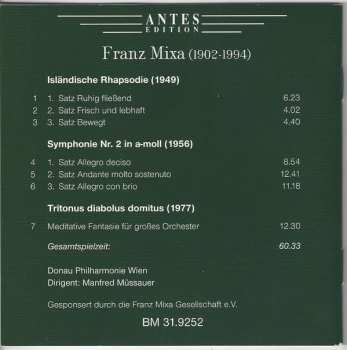 ANTES
EDITION
Franz Mixa (1902-1994)
Isländische Rhapsodie (1949)
1 1. Satz Ruhig fließend 6.23
2 2. Satz Frisch und lebhaft 4.02
3 3. Satz Bewegt 4.40
Symphonie Nr. 2 in a-moll (1956)
4 1. Satz Allegro deciso 8.54
5 2. Satz Andante molto sostenuto 12.41
6 3. Satz Allegro con brio 11.18
Tritonus diabolus domitus (1977)
7 Meditative Fantasie für großes Orchester 12.30
Gesamtspielzeit: 60.33
Donau Philharmonie Wien
Dirigent: Manfred Müssauer
Gesponsert durch die Franz Mixa Gesellschaft e.V.
BM 31.9252